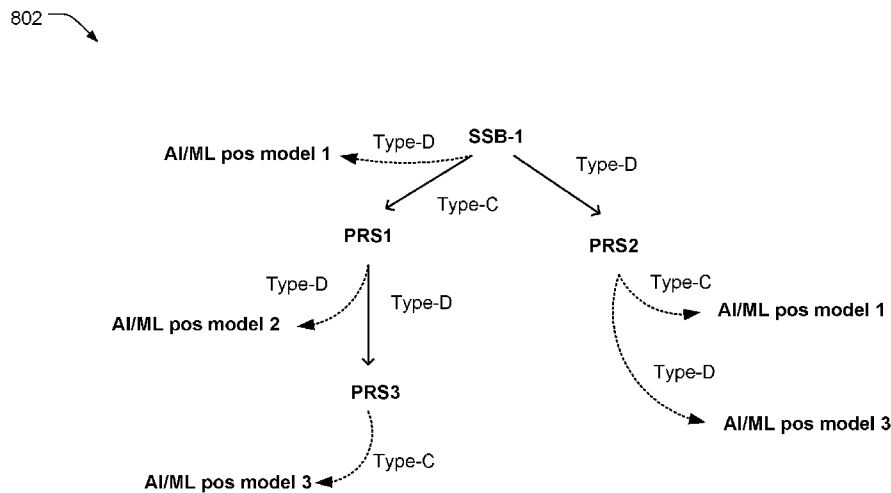 802
SSB-1
Type-D
AI/ML pos model 1
Type-D
Type-C
PRS1
PRS2
Type-D
Type-C
Type-D
AI/ML pos model 1
AI/ML pos model 2
Type-D
PRS3
AI/ML pos model 3
Type-C
AI/ML pos model 3